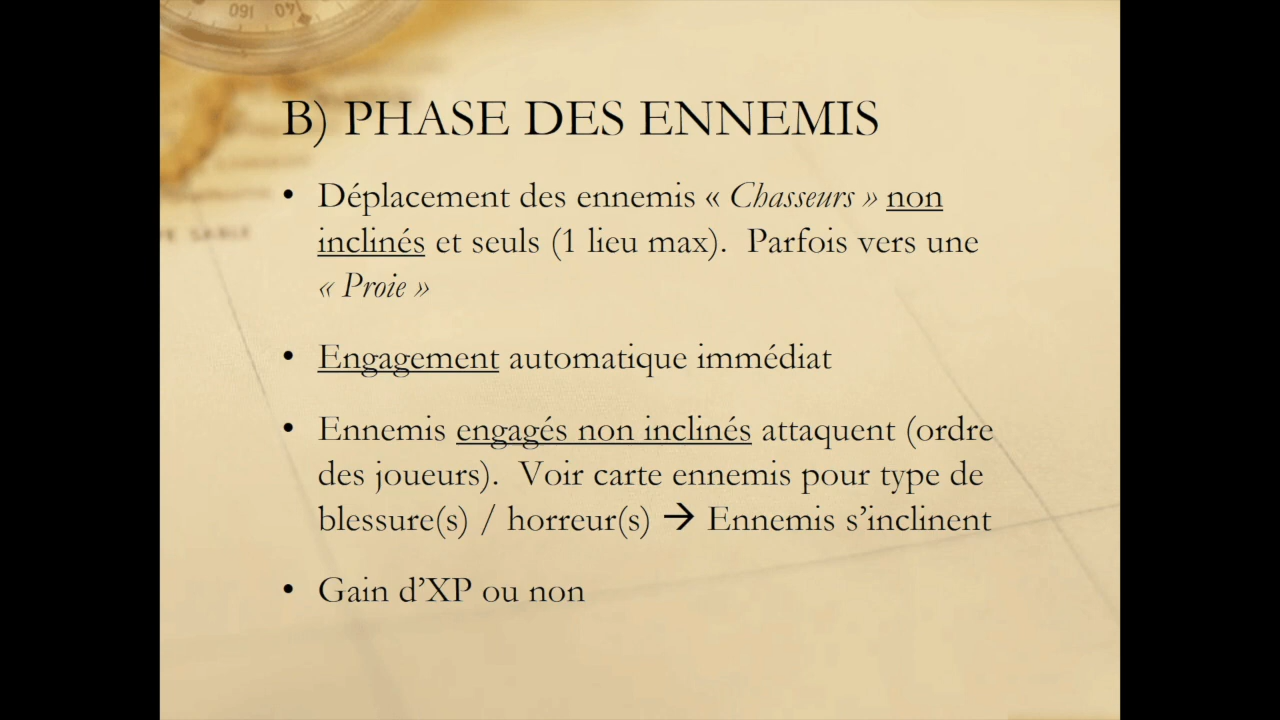 160
B) PHASE DES ENNEMIS
• Déplacement des ennemis « Chasseurs » non
inclinés et seuls (1 lieu max). Parfois vers une
« Proie »
• Engagement automatique immédiat
• Ennemis engagés non inclinés attaquent (ordre
des joueurs). Voir carte ennemis pour type de
blessure(s) / horreur(s) → Ennemis s’inclinent
• Gain d’XP ou non